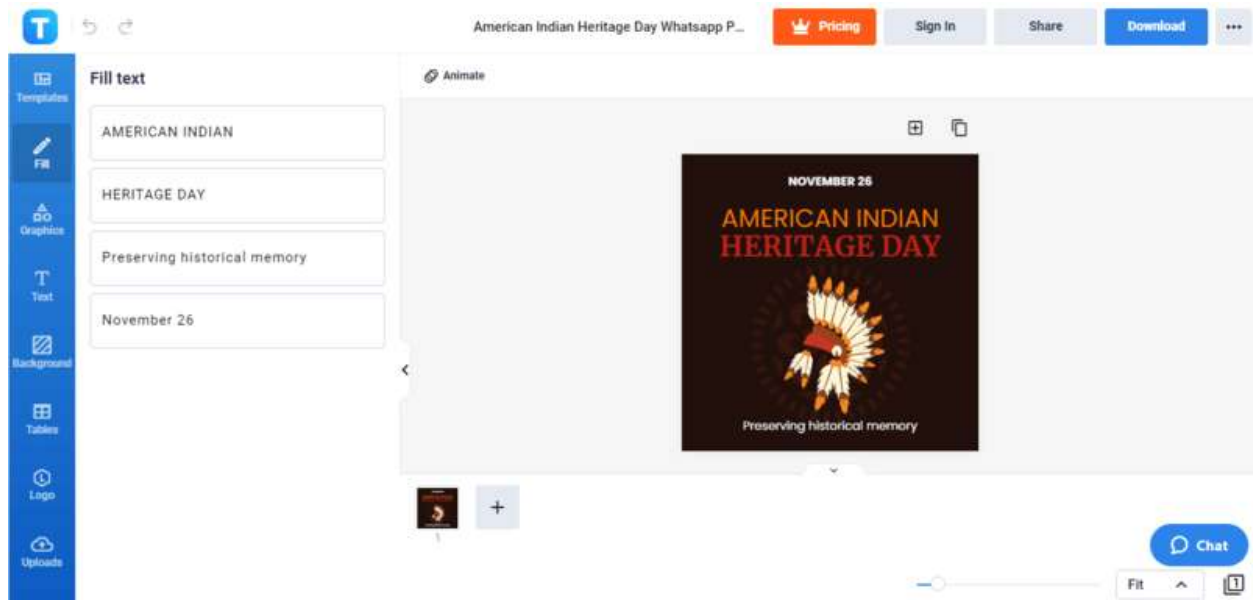 T
American Indian Heritage Day Whatsapp P...
Pricing
Sign In
Share
Download
Templates
Fill
Graphics
Text
Background
Tables
Logo
Uploads
Fill text
AMERICAN INDIAN
HERITAGE DAY
Preserving historical memory
November 26
Animate
NOVEMBER 26
AMERICAN INDIAN
HERITAGE DAY
Preserving historical memory
1
Chat
Fit
1